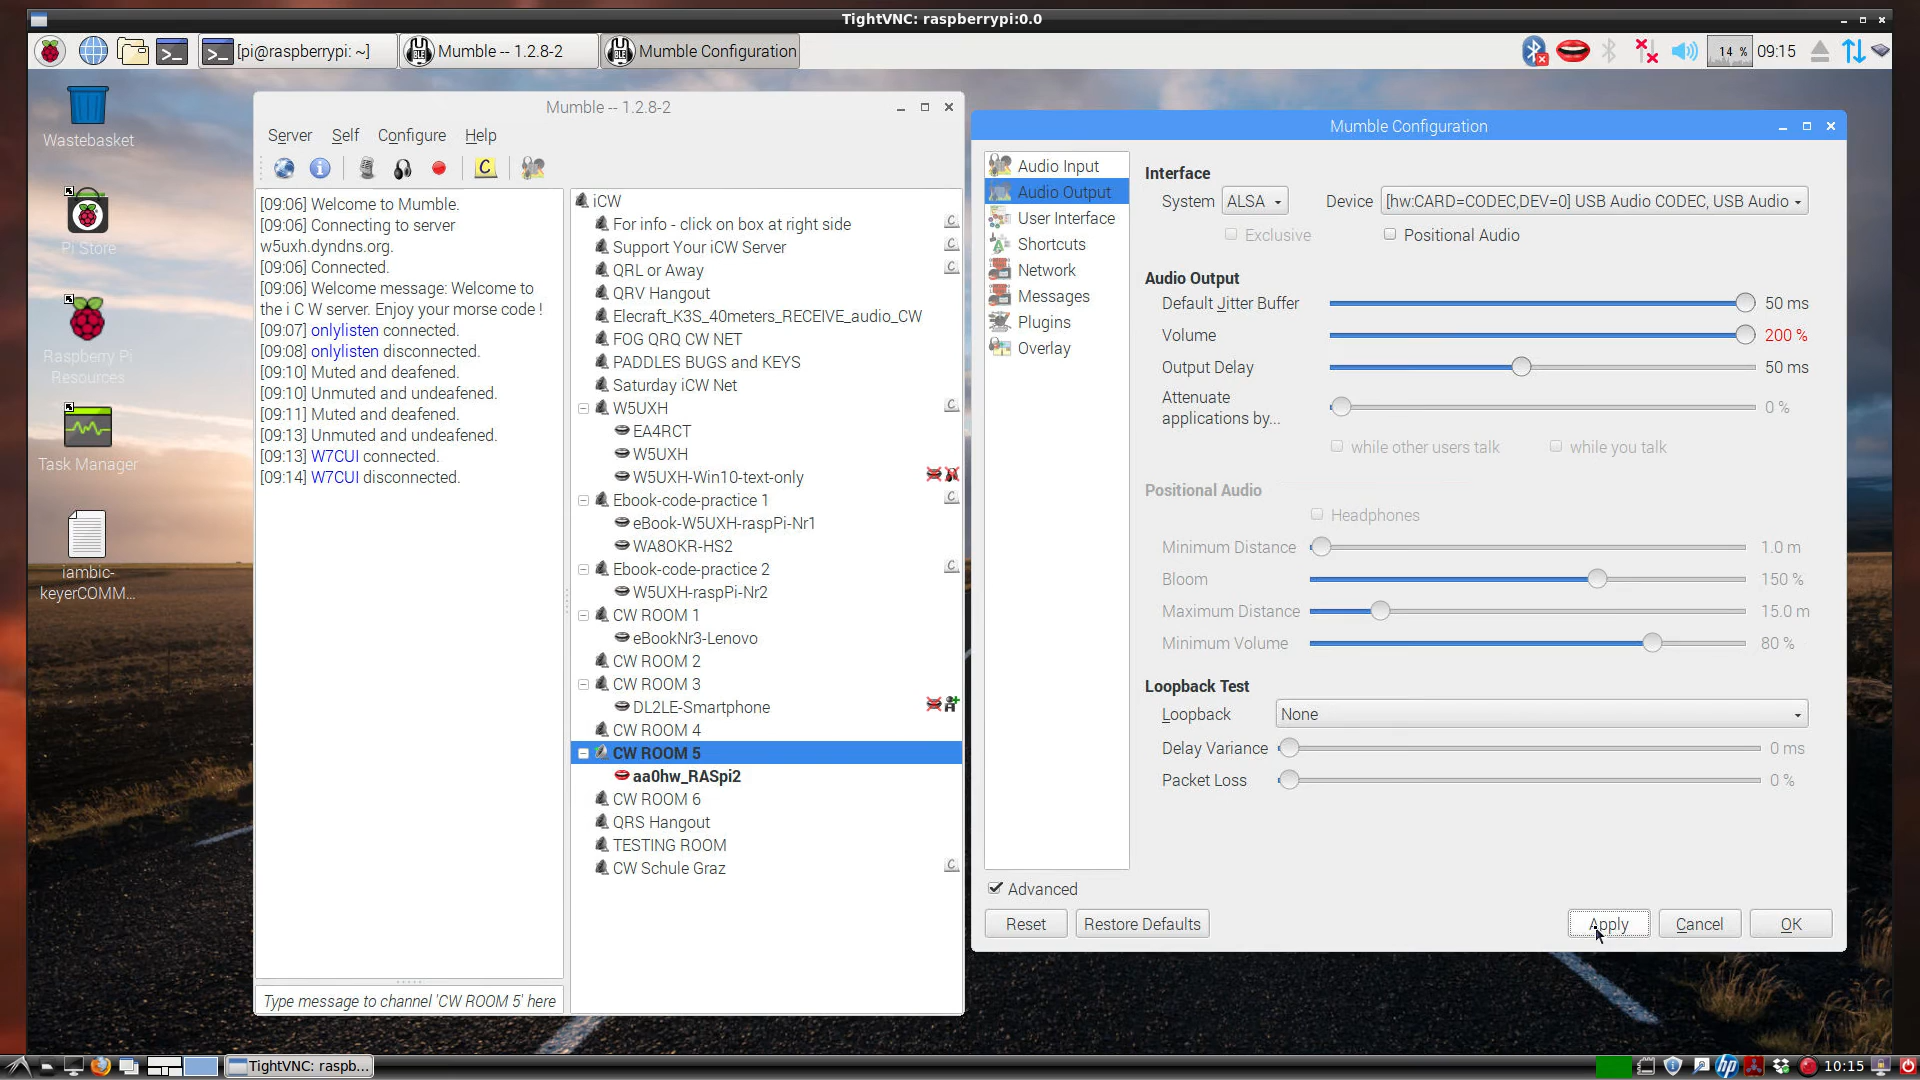 TightVNC: raspberrypi:0.0
[pi@raspberrypi: ~]
Mumble -- 1.2.8-2
Mumble Configuration
14 %
09:15
Wastebasket
Pi Store
Raspberry Pi
Resources
Task Manager
iambic-
keyerCOMM...
Mumble -- 1.2.8-2
Server Self Configure Help
C
[09:06] Welcome to Mumble.
[09:06] Connecting to server
w5uxh.dyndns.org.
[09:06] Connected.
[09:06] Welcome message: Welcome to
the i C W server. Enjoy your morse code !
[09:07] onlylisten connected.
[09:08] onlylisten disconnected.
[09:10] Muted and deafened.
[09:10] Unmuted and undeafened.
[09:11] Muted and deafened.
[09:13] Unmuted and undeafened.
[09:13] W7CUI connected.
[09:14] W7CUI disconnected.
Type message to channel 'CW ROOM 5' here
iCW
For info - click on box at right side C
Support Your iCW Server C
QRL or Away C
QRV Hangout
Elecraft_K3S_40meters_RECEIVE_audio_CW
FOG QRQ CW NET
PADDLES BUGS and KEYS
Saturday iCW Net
W5UXH C
EA4RCT
W5UXH
W5UXH-Win10-text-only
Ebook-code-practice 1 C
eBook-W5UXH-raspPi-Nr1
WA8OKR-HS2
Ebook-code-practice 2 C
W5UXH-raspPi-Nr2
CW ROOM 1
eBookNr3-Lenovo
CW ROOM 2
CW ROOM 3
DL2LE-Smartphone
CW ROOM 4
CW ROOM 5
aa0hw_RASpi2
CW ROOM 6
QRS Hangout
TESTING ROOM
CW Schule Graz C
Mumble Configuration
Audio Input
Audio Output
User Interface
Shortcuts
Network
Messages
Plugins
Overlay
Interface
System ALSA Device [hw:CARD=CODEC,DEV=0] USB Audio CODEC, USB Audio
Exclusive Positional Audio
Audio Output
Default Jitter Buffer 50 ms
Volume 200 %
Output Delay 50 ms
Attenuate
applications by... 0 %
while other users talk while you talk
Positional Audio
Headphones
Minimum Distance 1.0 m
Bloom 150 %
Maximum Distance 15.0 m
Minimum Volume 80 %
Loopback Test
Loopback None
Delay Variance 0 ms
Packet Loss 0 %
Advanced
Reset Restore Defaults Apply Cancel OK
TightVNC: raspb...
hp
10:15